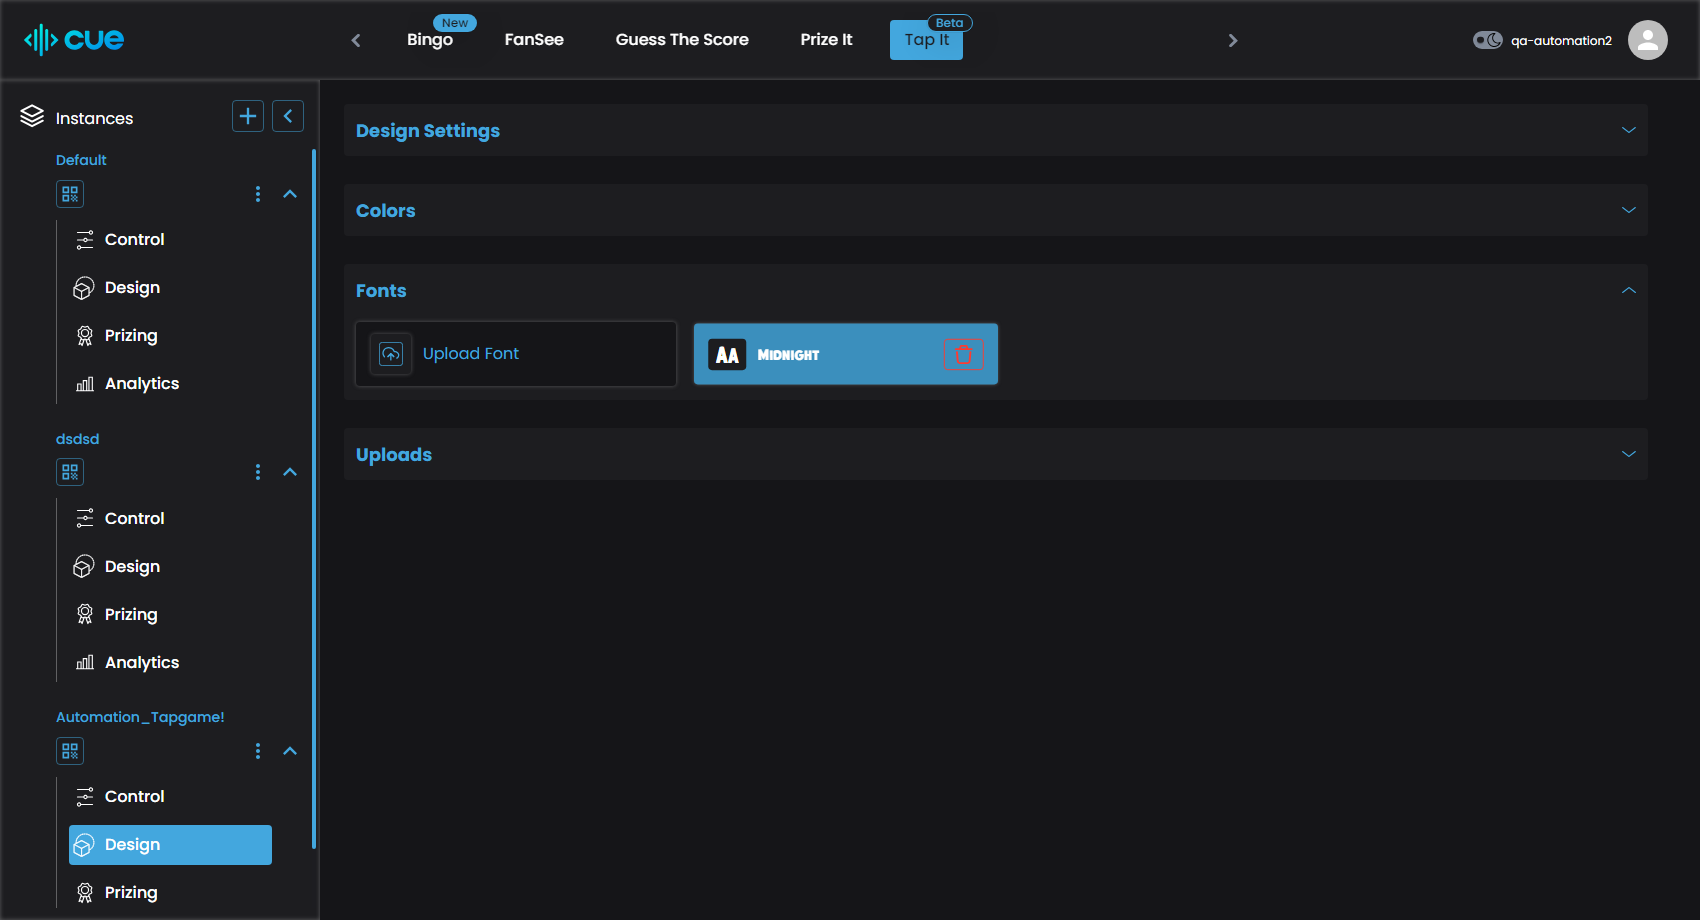 cue
New
Bingo
FanSee
Guess The Score
Prize It
Beta
Tap It
qa-automation2
Instances
Default
Control
Design
Prizing
Analytics
dsdsd
Control
Design
Prizing
Analytics
Automation_Tapgame!
Control
Design
Prizing
Design Settings
Colors
Fonts
Upload Font
AA
Midnight
Uploads